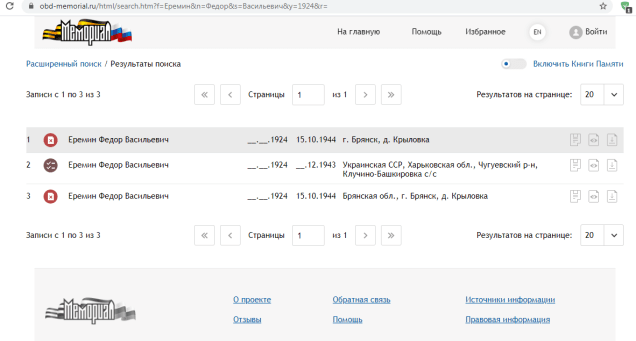 obd-memorial.ru/html/search.htm?f=Еремин&n=Федор&s=Васильевич&y=1924&r=
Мемориал На главную Помощь Избранное EN Войти
Расширенный поиск / Результаты поиска Включить Книги Памяти
Записи с 1 по 3 из 3 « ‹ Страницы 1 из 1 › » Результатов на странице: 20
1 Еремин Федор Васильевич __.__.1924 15.10.1944 г. Брянск, д. Крыловка
2 Еремин Федор Васильевич __.__.1924 __.12.1943 Украинская ССР, Харьковская обл., Чугуевский р-н,
Клучино-Башкировка с/с
3 Еремин Федор Васильевич __.__.1924 15.10.1944 Брянская обл., г. Брянск, д. Крыловка
Записи с 1 по 3 из 3 « ‹ Страницы 1 из 1 › » Результатов на странице: 20
Мемориал О проекте Обратная связь Источники информации
Отзывы Помощь Правовая информация